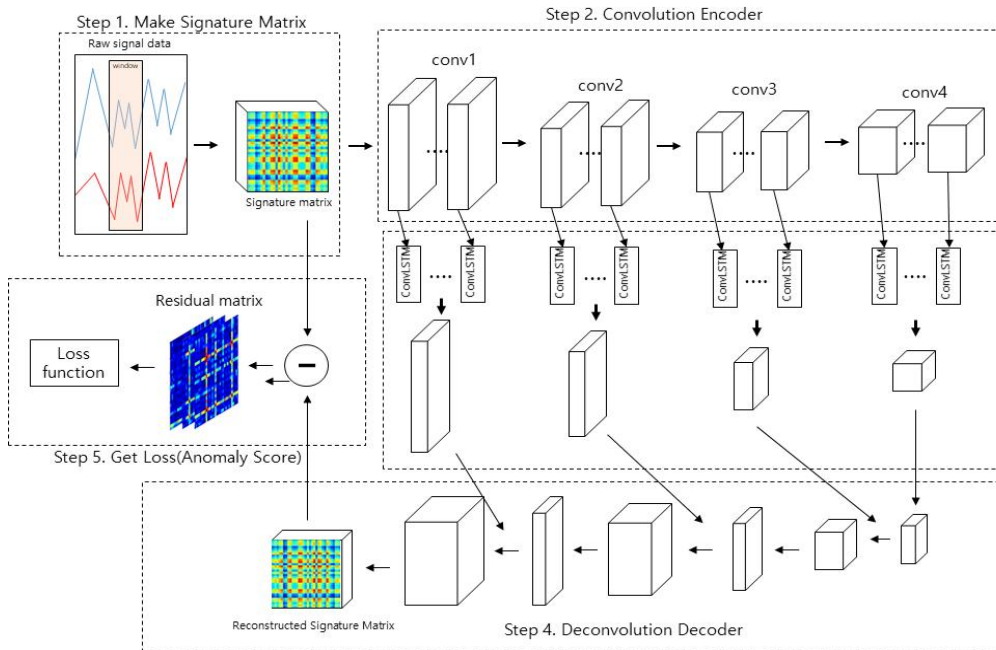 Step 1. Make Signature Matrix
Raw signal data
window
Signature matrix
Step 2. Convolution Encoder
conv1
conv2
conv3
conv4
....
....
....
....
ConvLSTM
....
ConvLSTM
ConvLSTM
....
ConvLSTM
ConvLSTM
....
ConvLSTM
ConvLSTM
....
ConvLSTM
Residual matrix
Loss
function
Step 5. Get Loss(Anomaly Score)
Reconstructed Signature Matrix
Step 4. Deconvolution Decoder